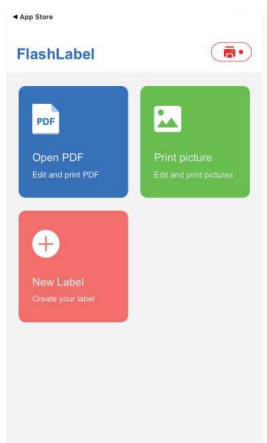 ◄ App Store
FlashLabel
PDF
Open PDF
Edit and print PDF
Print picture
Edit and print pictures
New Label
Create your label